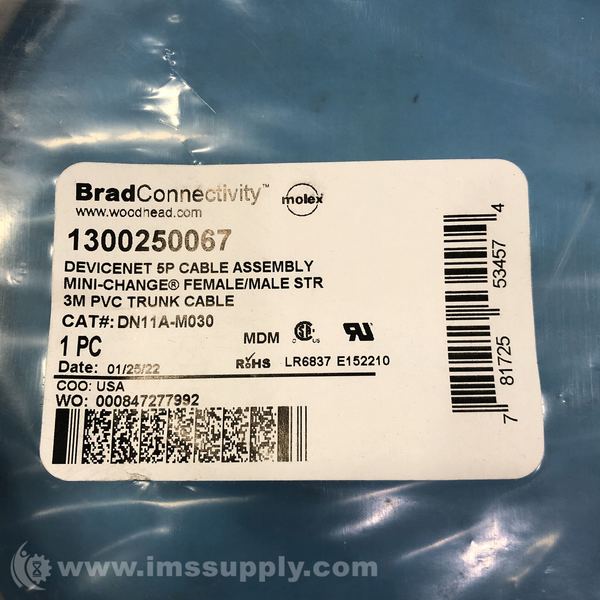 BradConnectivity™ molex
www.woodhead.com
1300250067
DEVICENET 5P CABLE ASSEMBLY
MINI-CHANGE® FEMALE/MALE STR
3M PVC TRUNK CABLE
CAT#: DN11A-M030
1 PC MDM
Date: 01/25/22 RoHS LR6837 E152210
COO: USA
WO: 000847277992
7 81725 53457 4
www.imssupply.com